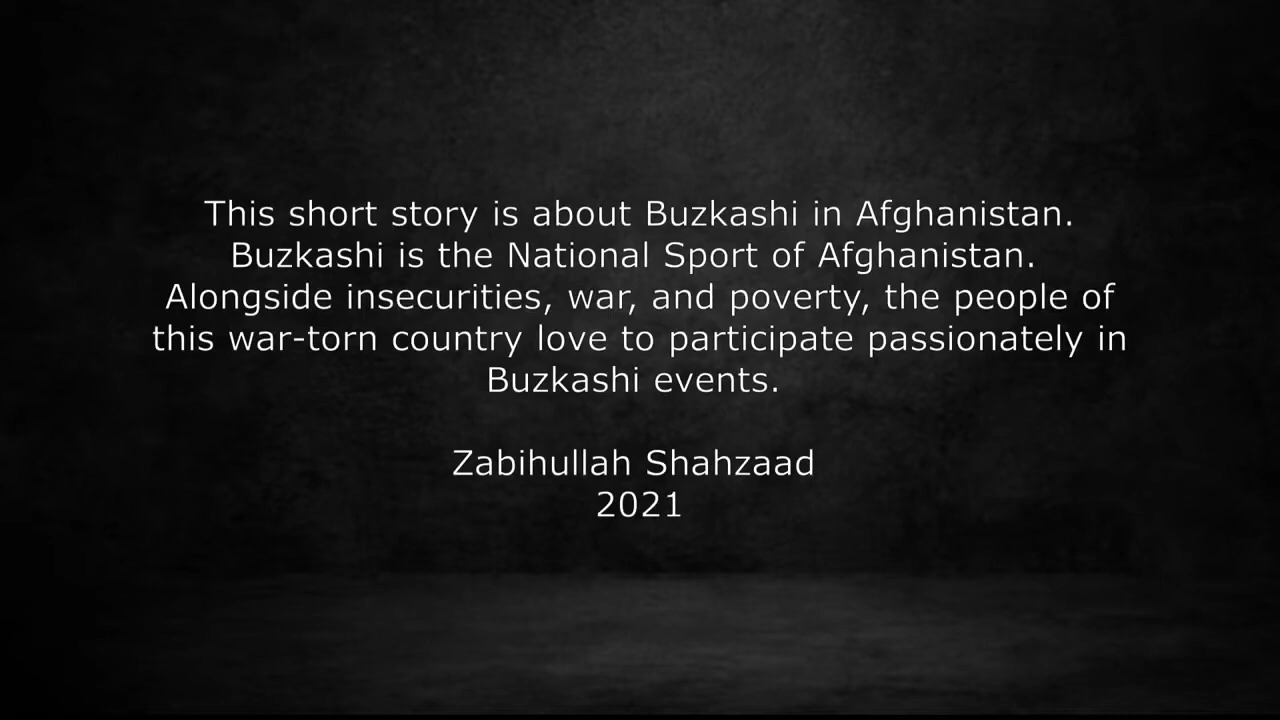 This short story is about Buzkashi in Afghanistan.
Buzkashi is the National Sport of Afghanistan.
Alongside insecurities, war, and poverty, the people of
this war-torn country love to participate passionately in
Buzkashi events.
Zabihullah Shahzaad
2021